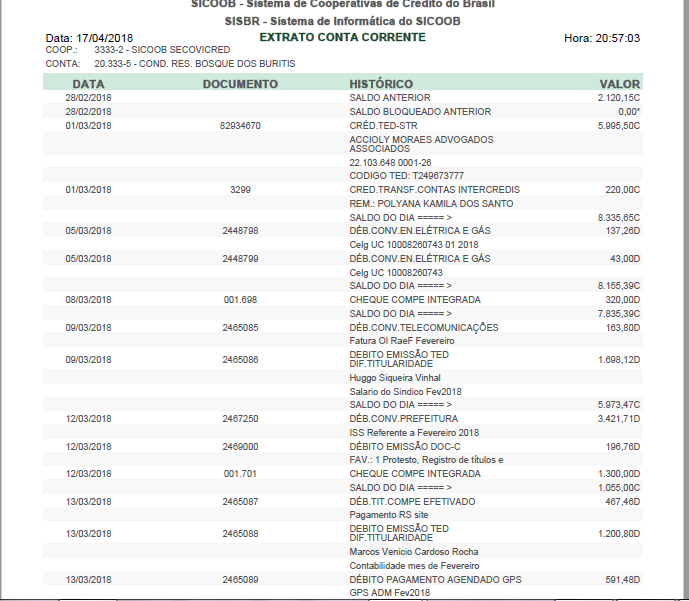 SICOOB - Sistema de Cooperativas de Crédito do Brasil
SISBR - Sistema de Informática do SICOOB
Data: 17/04/2018 EXTRATO CONTA CORRENTE Hora: 20:57:03
COOP.: 3333-2 - SICOOB SECOVICRED
CONTA: 20.333-5 - COND. RES. BOSQUE DOS BURITIS
DATA DOCUMENTO HISTÓRICO VALOR
28/02/2018 SALDO ANTERIOR 2.120,15C
28/02/2018 SALDO BLOQUEADO ANTERIOR 0,00*
01/03/2018 82934670 CRÉD.TED-STR 5.995,50C
ACCIOLY MORAES ADVOGADOS
ASSOCIADOS
22.103.648 0001-26
CODIGO TED: T249673777
01/03/2018 3299 CRED.TRANSF.CONTAS INTERCREDIS 220,00C
REM.: POLYANA KAMILA DOS SANTO
SALDO DO DIA ===== > 8.335,65C
05/03/2018 2448798 DÉB.CONV.EN.ELÉTRICA E GÁS 137,26D
Celg UC 10008260743 01 2018
05/03/2018 2448799 DÉB.CONV.EN.ELÉTRICA E GÁS 43,00D
Celg UC 10008260743
SALDO DO DIA ===== > 8.155,39C
08/03/2018 001.698 CHEQUE COMPE INTEGRADA 320,00D
SALDO DO DIA ===== > 7.835,39C
09/03/2018 2465085 DÉB.CONV.TELECOMUNICAÇÕES 163,80D
Fatura OI RaeF Fevereiro
09/03/2018 2465086 DEBITO EMISSÃO TED
DIF.TITULARIDADE 1.698,12D
Huggo Siqueira Vinhal
Salario do Sindico Fev2018
SALDO DO DIA ===== > 5.973,47C
12/03/2018 2467250 DÉB.CONV.PREFEITURA 3.421,71D
ISS Referente a Fevereiro 2018
12/03/2018 2469000 DÉBITO EMISSÃO DOC-C 196,76D
FAV.: 1 Protesto, Registro de títulos e
12/03/2018 001.701 CHEQUE COMPE INTEGRADA 1.300,00D
SALDO DO DIA ===== > 1.055,00C
13/03/2018 2465087 DÉB.TIT.COMPE EFETIVADO 467,46D
Pagamento RS site
13/03/2018 2465088 DEBITO EMISSÃO TED
DIF.TITULARIDADE 1.200,80D
Marcos Venicio Cardoso Rocha
Contabilidade mes de Fevereiro
13/03/2018 2465089 DÉBITO PAGAMENTO AGENDADO GPS 591,48D
GPS ADM Fev2018